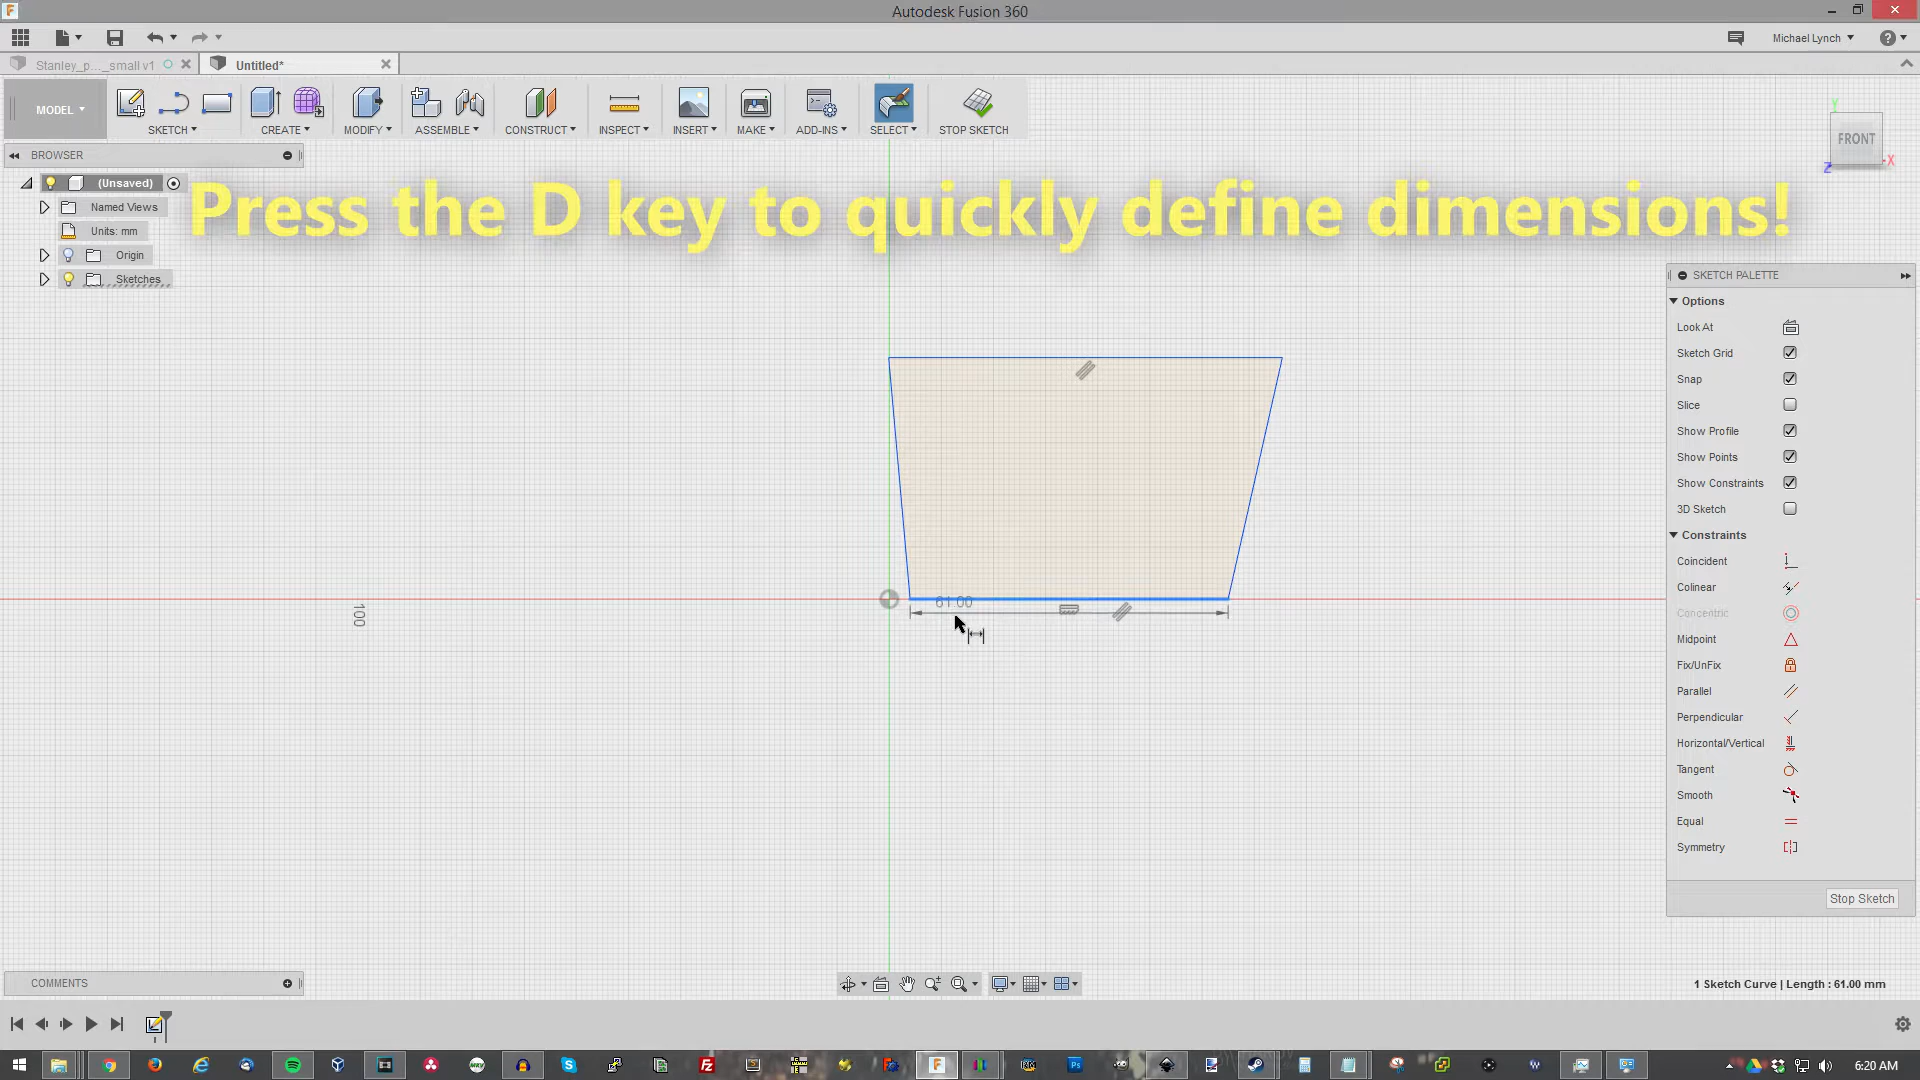 Autodesk Fusion 360
Michael Lynch
Stanley_p..._small v1
Untitled*
MODEL
SKETCH
CREATE
MODIFY
ASSEMBLE
CONSTRUCT
INSPECT
INSERT
MAKE
ADD-INS
SELECT
STOP SKETCH
FRONT
Y
X
Z
BROWSER
(Unsaved)
Named Views
Units: mm
Origin
Sketches
Press the D key to quickly define dimensions!
SKETCH PALETTE
Options
Look At
Sketch Grid
Snap
Slice
Show Profile
Show Points
Show Constraints
3D Sketch
Constraints
Coincident
Colinear
Concentric
Midpoint
Fix/UnFix
Parallel
Perpendicular
Horizontal/Vertical
Tangent
Smooth
Equal
Symmetry
Stop Sketch
61.00
100
COMMENTS
1 Sketch Curve | Length : 61.00 mm
6:20 AM